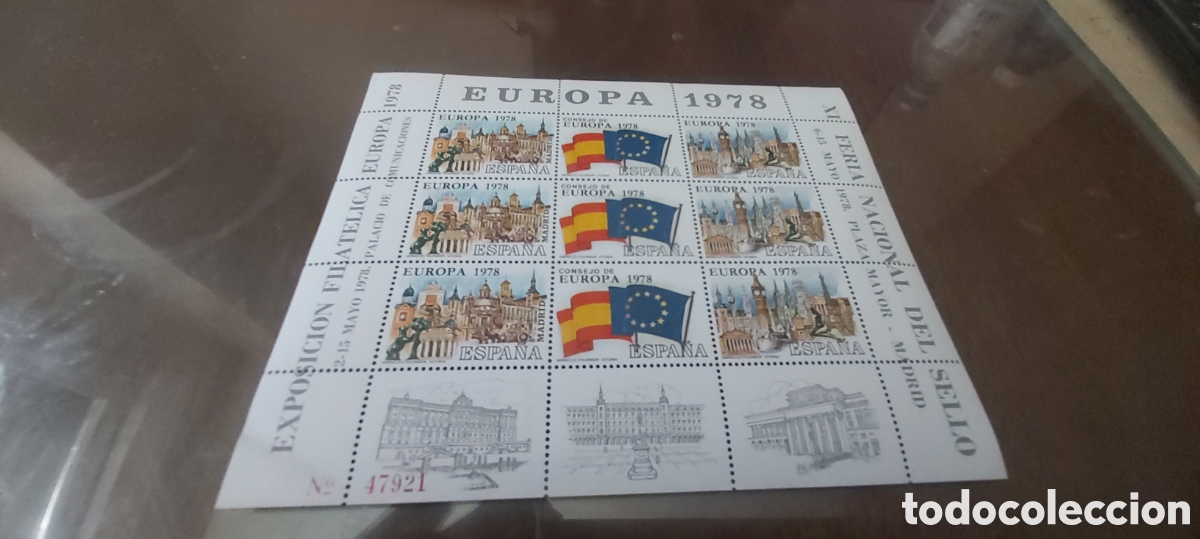 EUROPA 1978
EXPOSICION FILATELICA EUROPA 1978
2-15 MAYO 1978. PALACIO DE COMUNICACIONES
XI FERIA NACIONAL DEL SELLO
6-15 MAYO 1978. PLAZA MAYOR - MADRID
EUROPA 1978
MADRID
ESPAÑA
CONSEJO DE
EUROPA 1978
ESPAÑA
EUROPA 1978
ESPAÑA
EUROPA 1978
MADRID
ESPAÑA
CONSEJO DE
EUROPA 1978
ESPAÑA
EUROPA 1978
ESPAÑA
EUROPA 1978
MADRID
ESPAÑA
CONSEJO DE
EUROPA 1978
ESPAÑA
EUROPA 1978
ESPAÑA
Nº 47921
todocoleccion